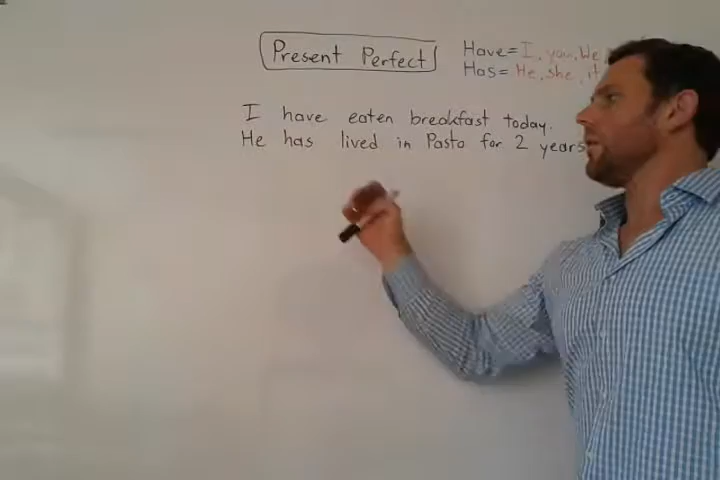 Present Perfect
Have= I, you, We
Has= He, she, it
I have eaten breakfast today.
He has lived in Pasto for 2 years